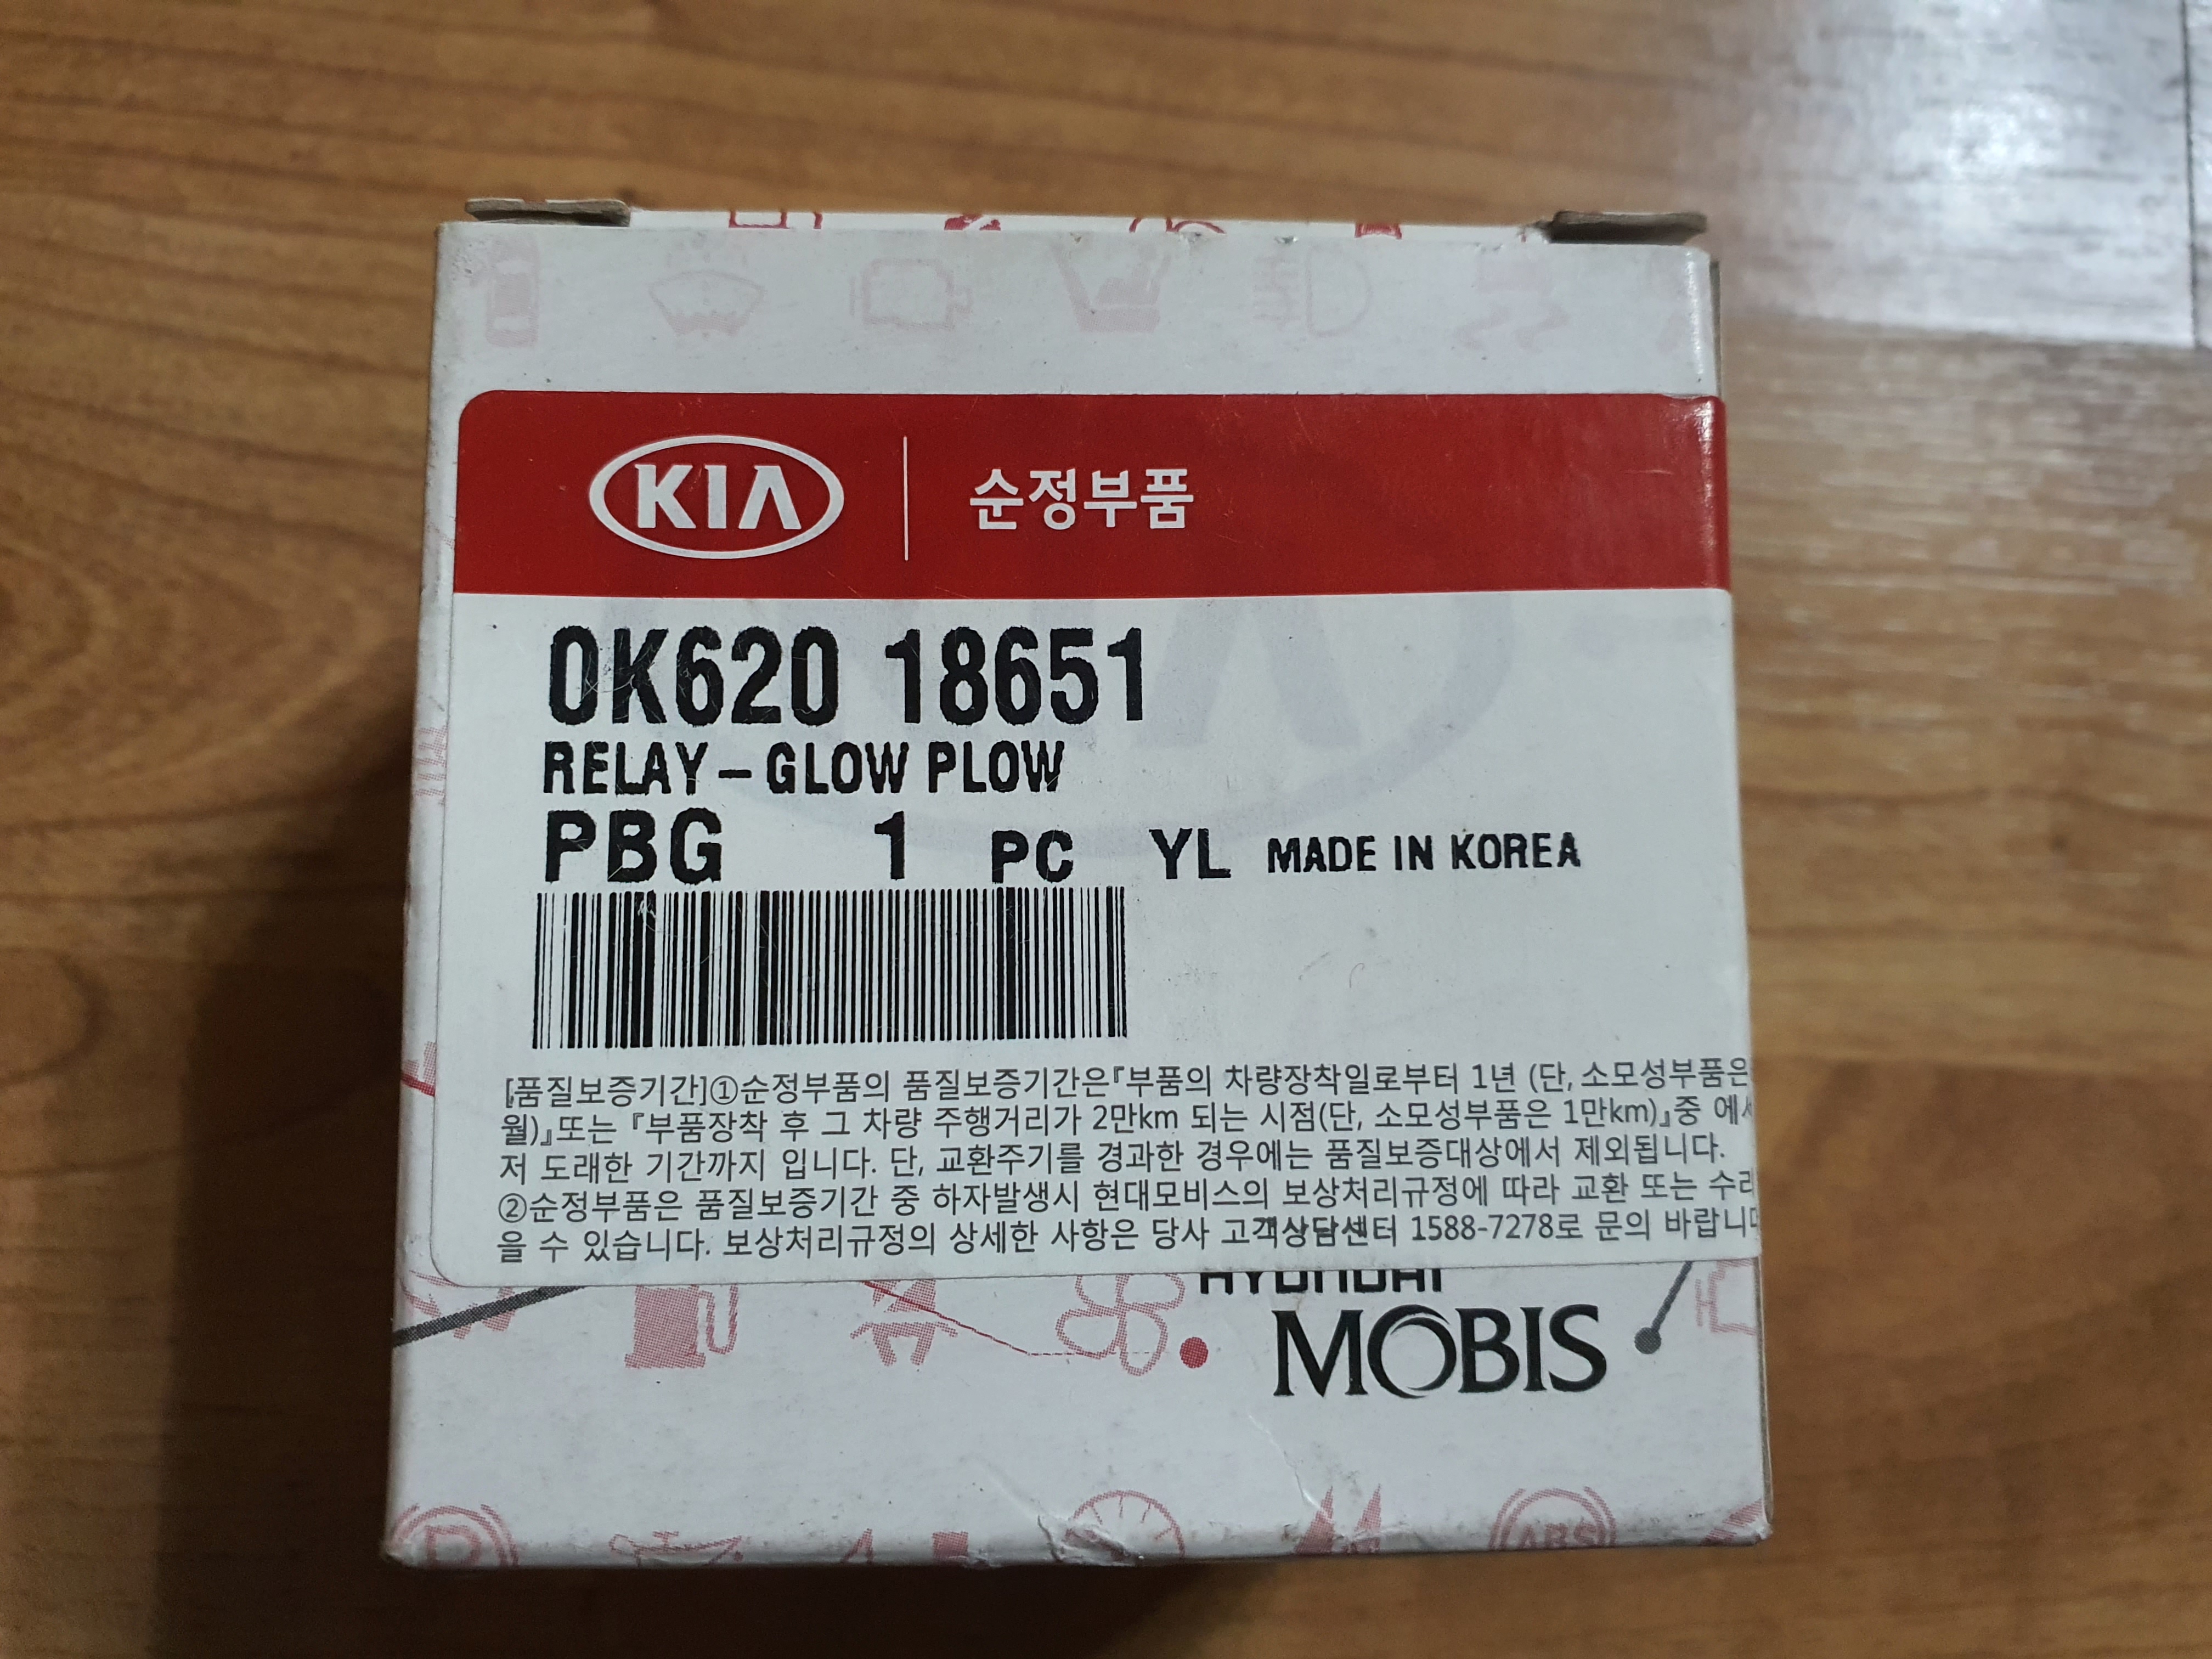 KIA 순정부품
0K620 18651
RELAY-GLOW PLOW
PBG 1 PC YL MADE IN KOREA
[품질보증기간]①순정부품의 품질보증기간은『부품의 차량장착일로부터 1년 (단, 소모성부품은
월)』또는 『부품장착 후 그 차량 주행거리가 2만km 되는 시점(단, 소모성부품은 1만km)』중 에서
저 도래한 기간까지 입니다. 단, 교환주기를 경과한 경우에는 품질보증대상에서 제외됩니다.
②순정부품은 품질보증기간 중 하자발생시 현대모비스의 보상처리규정에 따라 교환 또는 수리
을 수 있습니다. 보상처리규정의 상세한 사항은 당사 고객상담센터 1588-7278로 문의 바랍니다
HYUNDAI
MOBIS
ABS